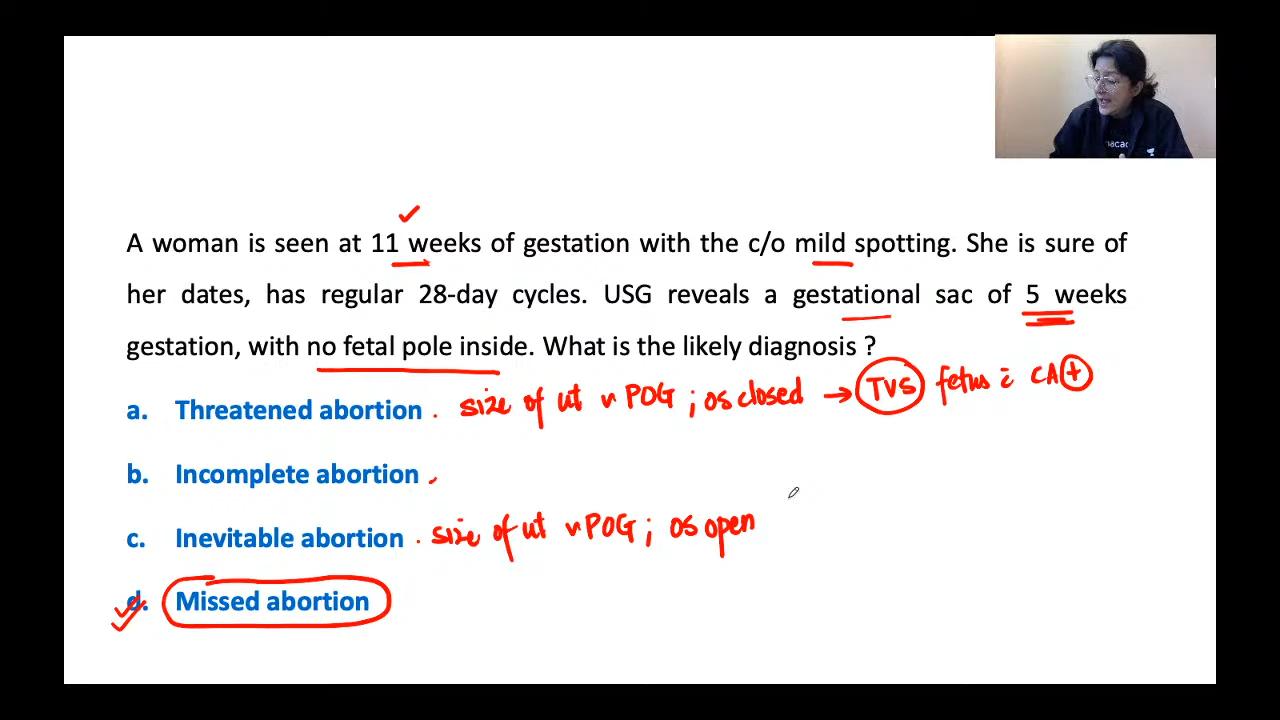 A woman is seen at 11 weeks of gestation with the c/o mild spotting. She is sure of
her dates, has regular 28-day cycles. USG reveals a gestational sac of 5 weeks
gestation, with no fetal pole inside. What is the likely diagnosis ?
a. Threatened abortion . size of ut ~ POG ; os closed → TVS fetus c̄ CA +
b. Incomplete abortion
c. Inevitable abortion . size of ut ~ POG ; os open
d. Missed abortion